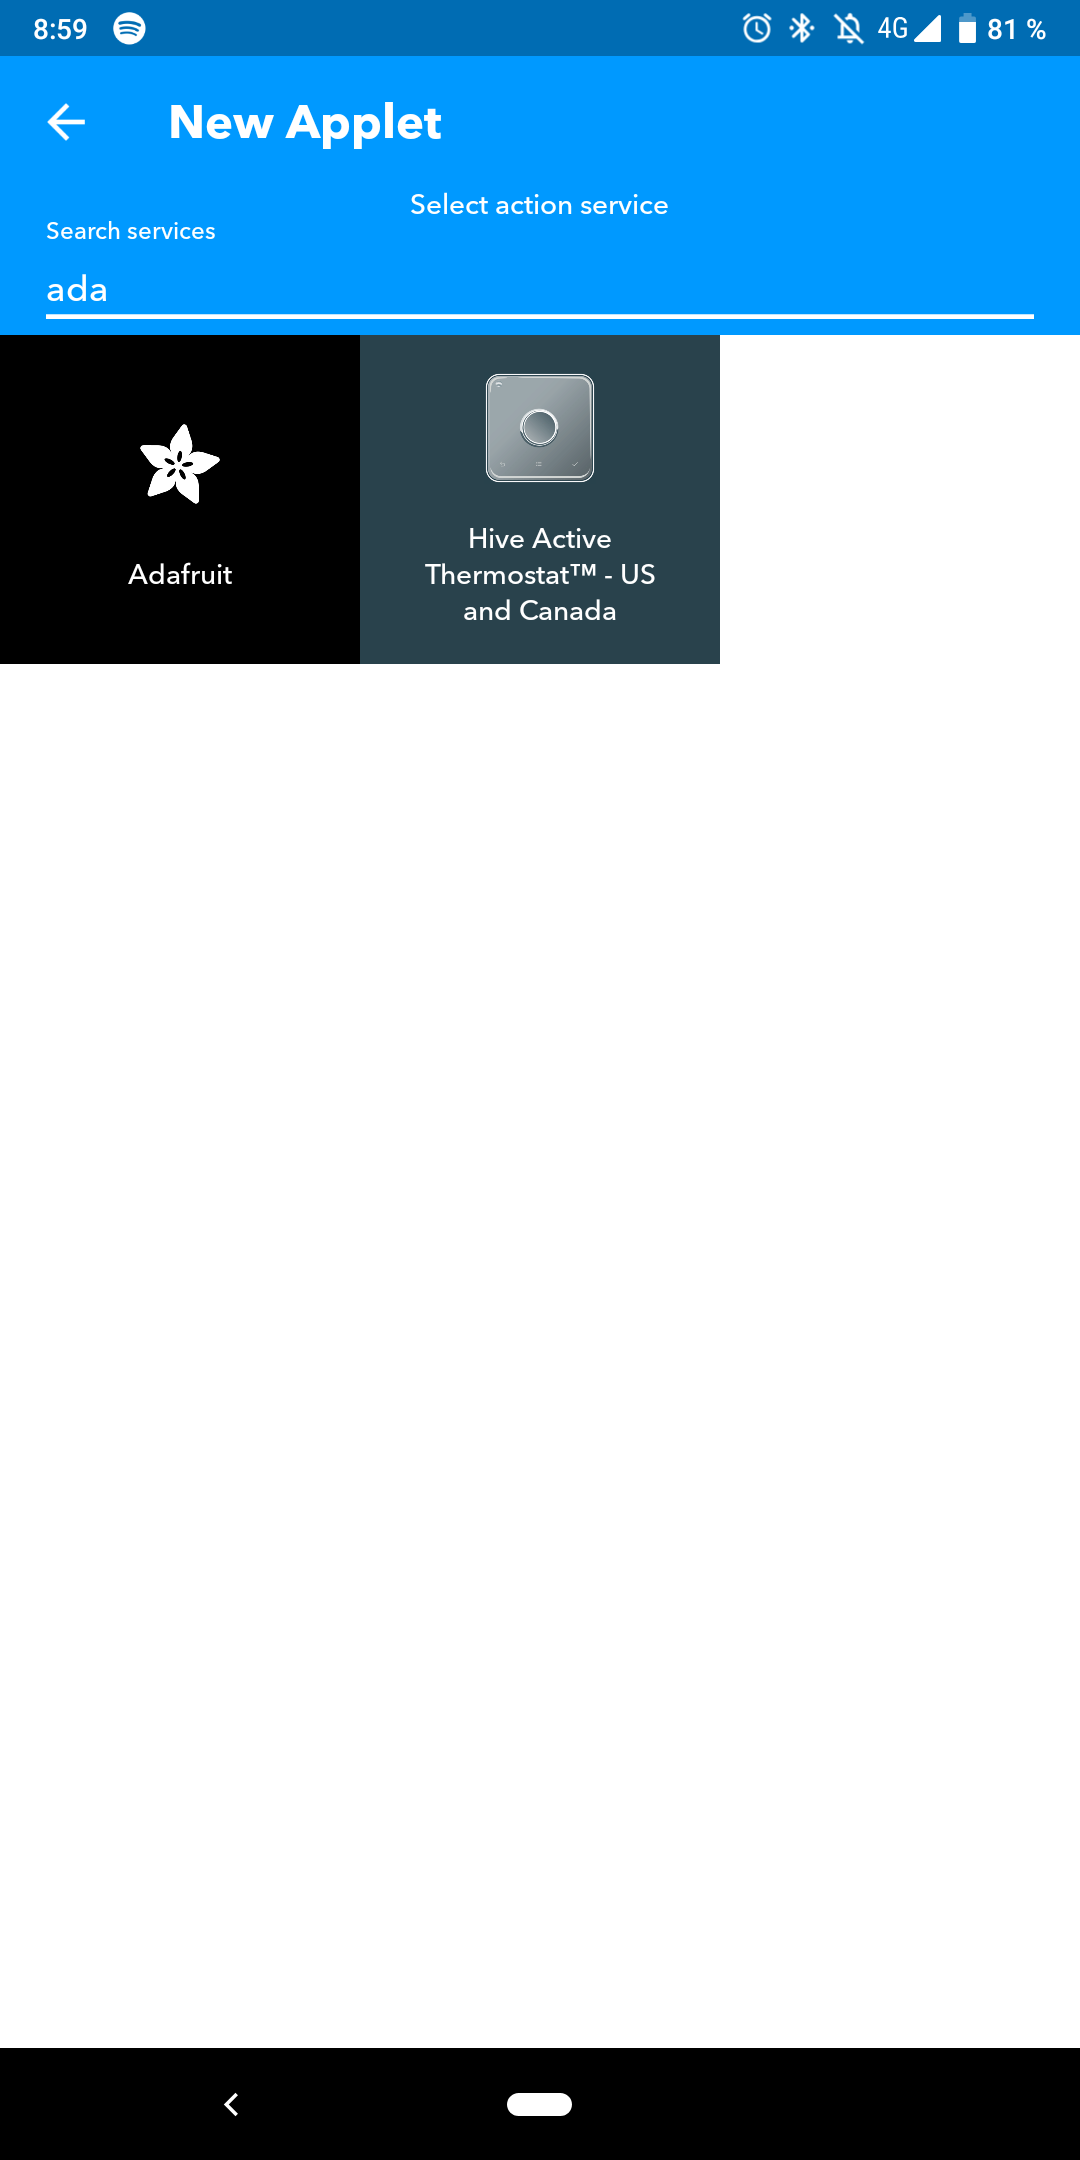 8:59
4G
81 %
New Applet
Select action service
Search services
ada
Adafruit
Hive Active
Thermostat™ - US
and Canada